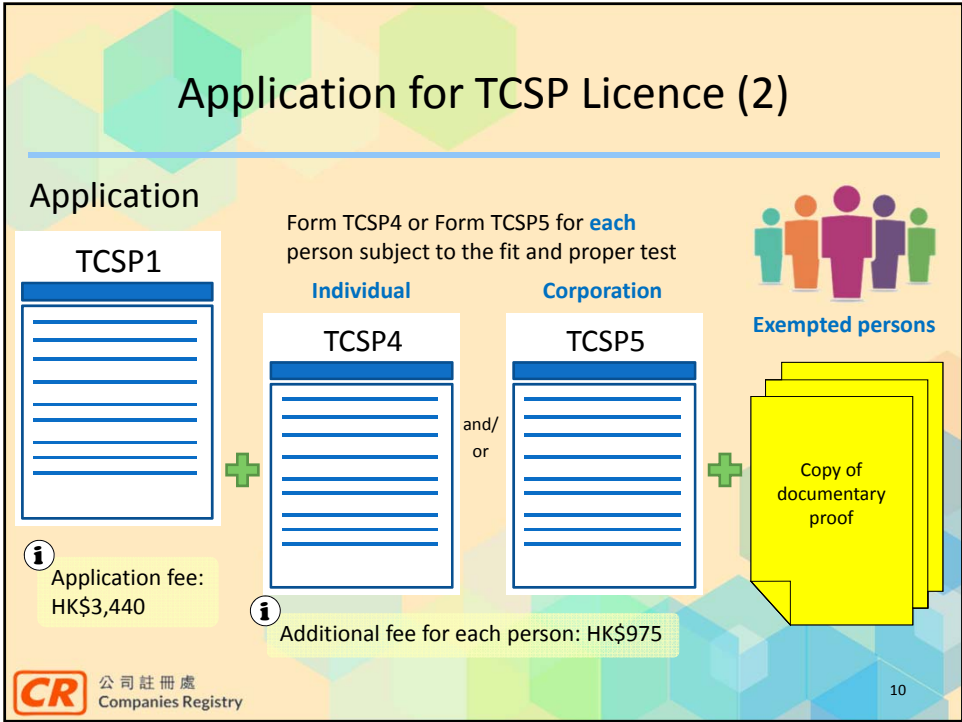 Application for TCSP Licence (2)
Application
TCSP1
Application fee:
HK$3,440
Form TCSP4 or Form TCSP5 for each
person subject to the fit and proper test
Individual
TCSP4
and/
or
Corporation
TCSP5
Additional fee for each person: HK$975
Exempted persons
Copy of
documentary
proof
CR
公司註冊處
Companies Registry
10